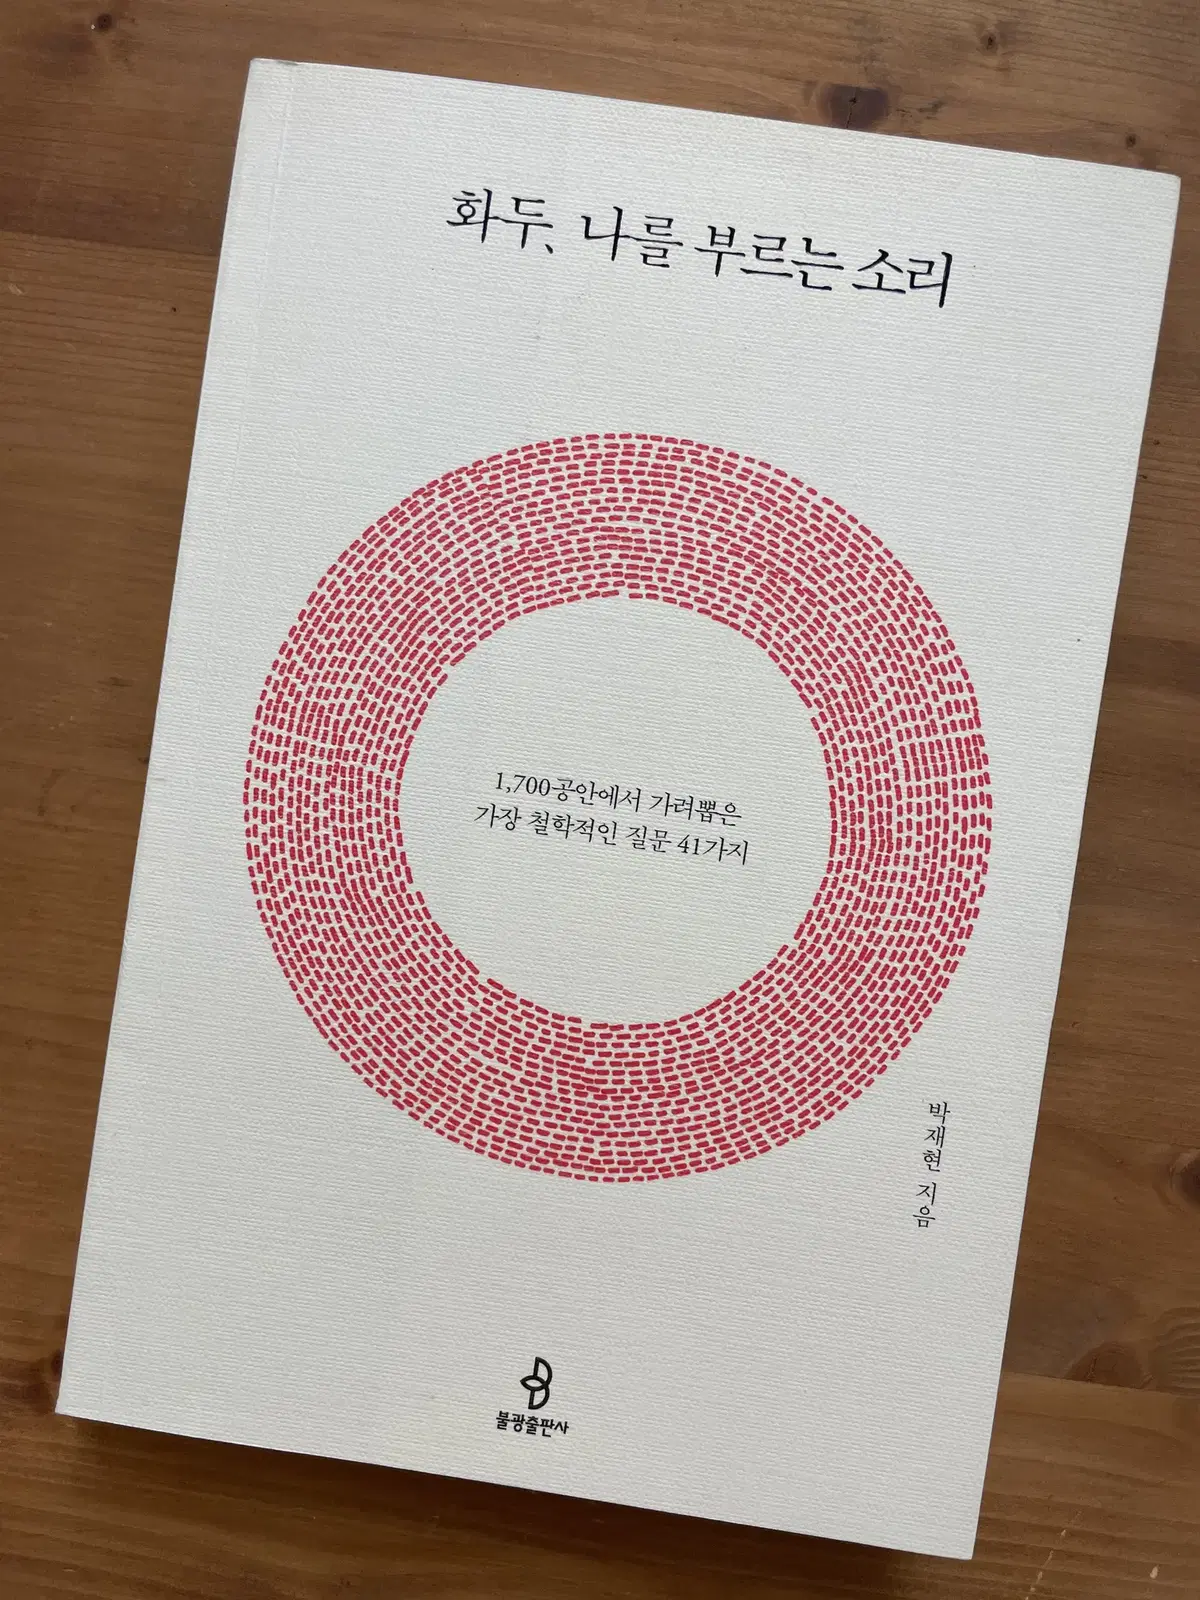 화두, 나를 부르는 소리
1,700공안에서 가려뽑은
가장 철학적인 질문 41가지
박재현 지음
불광출판사